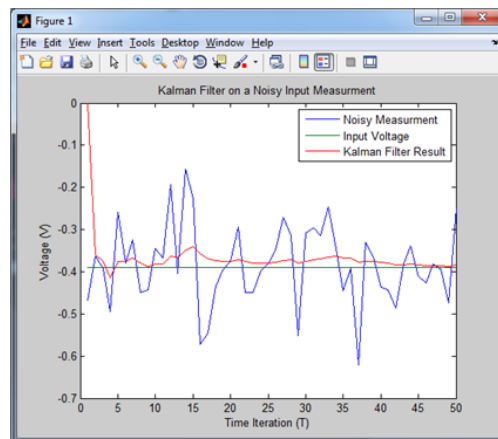 Figure 1
File Edit View Insert Tools Desktop Window Help
Kalman Filter on a Noisy Input Measurment
Noisy Measurment
Input Voltage
Kalman Filter Result
0
-0.1
-0.2
-0.3
-0.4
-0.5
-0.6
-0.7
Voltage (V)
0 5 10 15 20 25 30 35 40 45 50
Time Iteration (T)